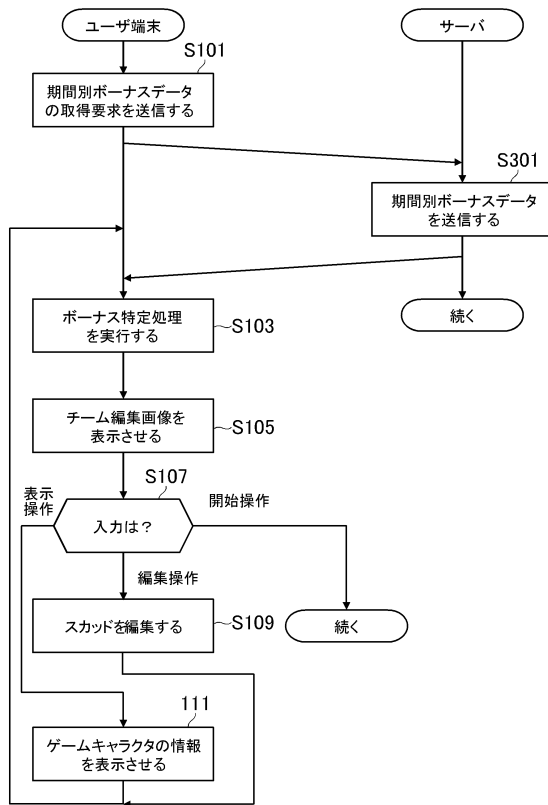 ユーザ端末
サーバ
S101
期間別ボーナスデータ
の取得要求を送信する
S301
期間別ボーナスデータ
を送信する
続く
ボーナス特定処理
を実行する
S103
チーム編集画像を
表示させる
S105
S107
表示
操作
入力は？
開始操作
編集操作
スカッドを編集する
S109
続く
111
ゲームキャラクタの情報
を表示させる